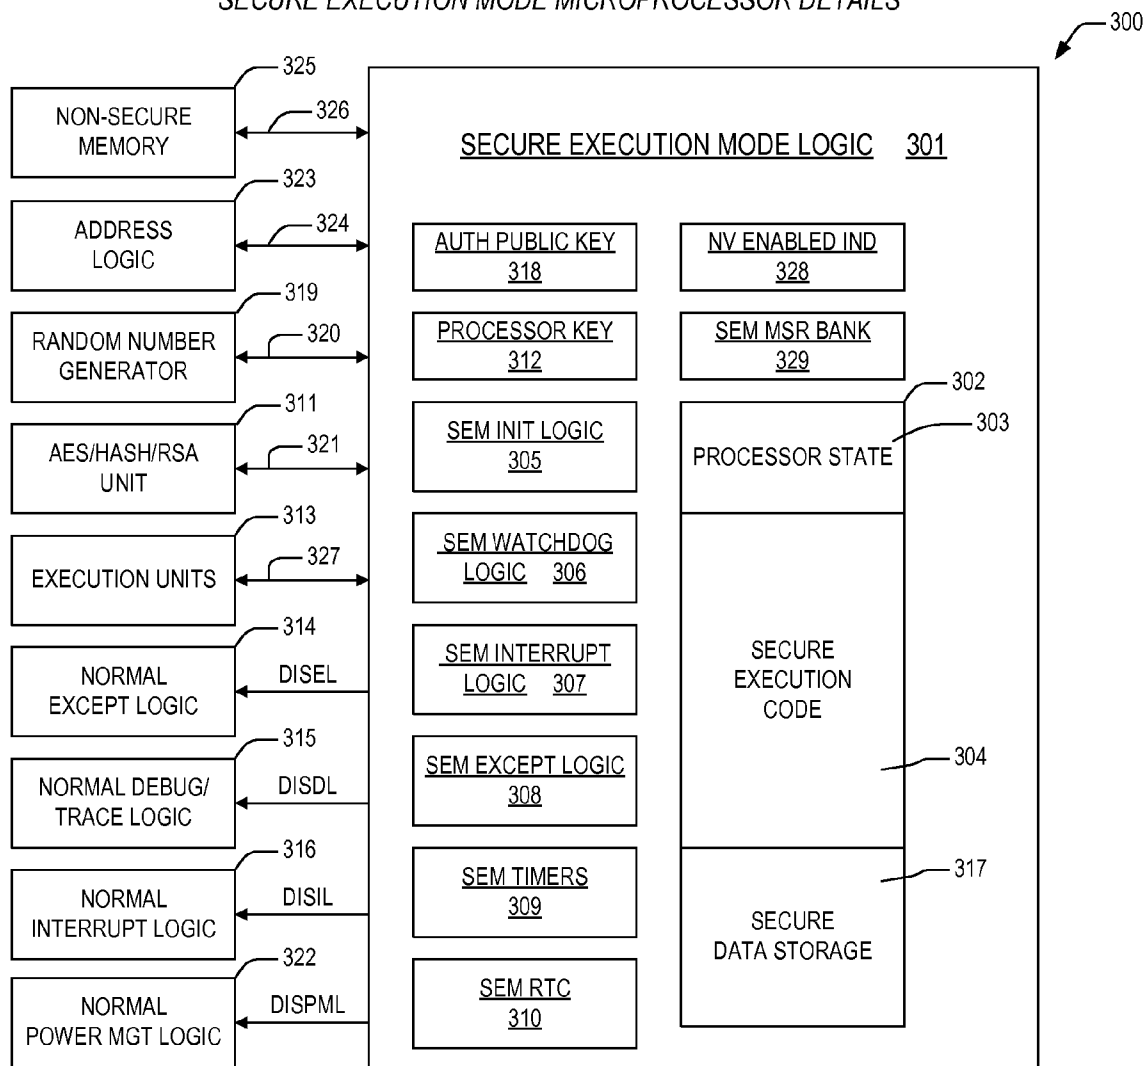 SECURE EXECUTION MODE MICROPROCESSOR DETAILS
300
325
NON-SECURE
MEMORY
326
323
ADDRESS
LOGIC
324
319
RANDOM NUMBER
GENERATOR
320
311
AES/HASH/RSA
UNIT
321
313
EXECUTION UNITS
327
314
NORMAL
EXCEPT LOGIC
DISEL
315
NORMAL DEBUG/
TRACE LOGIC
DISDL
316
NORMAL
INTERRUPT LOGIC
DISIL
322
NORMAL
POWER MGT LOGIC
DISPML
SECURE EXECUTION MODE LOGIC 301
AUTH PUBLIC KEY
318
PROCESSOR KEY
312
SEM INIT LOGIC
305
SEM WATCHDOG
LOGIC 306
SEM INTERRUPT
LOGIC 307
SEM EXCEPT LOGIC
308
SEM TIMERS
309
SEM RTC
310
NV ENABLED IND
328
SEM MSR BANK
329
302
PROCESSOR STATE
303
SECURE
EXECUTION
CODE
304
317
SECURE
DATA STORAGE